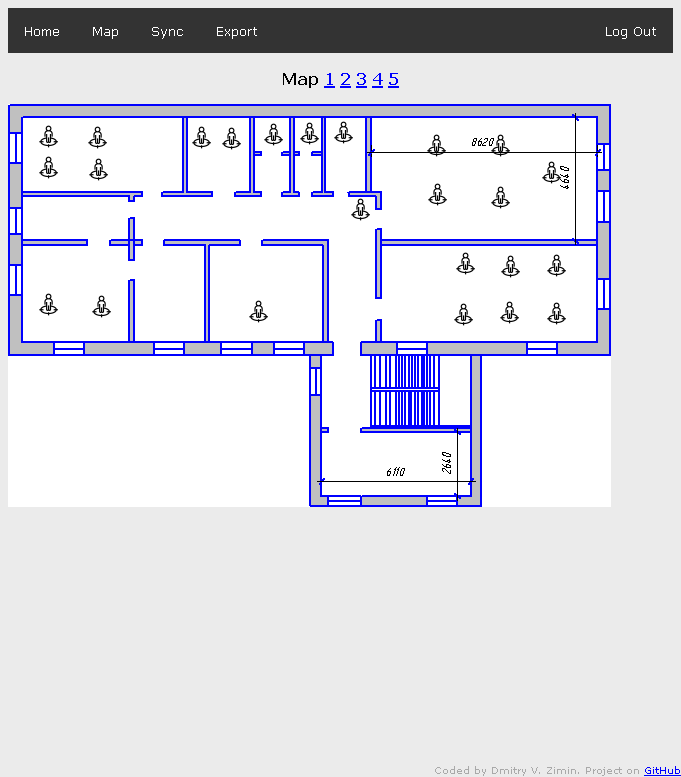 Home Map Sync Export Log Out
Map 1 2 3 4 5
8620
4640
2640
6110
Coded by Dmitry V. Zimin. Project on GitHub